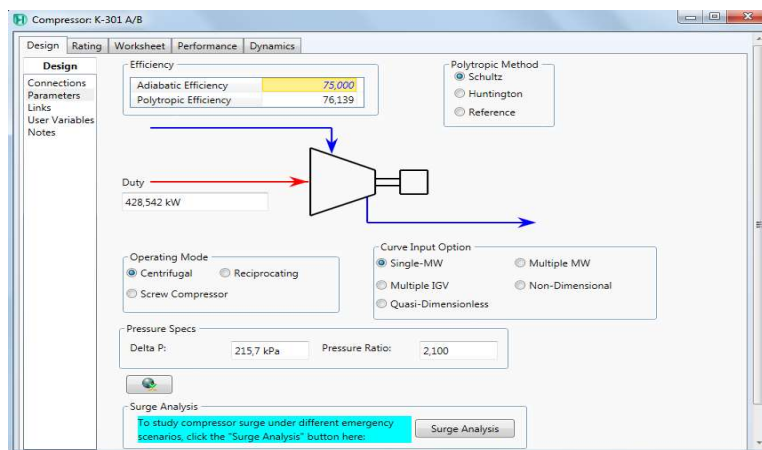 Compressor: K-301 A/B
Design Rating Worksheet Performance Dynamics
Design
Connections
Parameters
Links
User Variables
Notes
Efficiency
Adiabatic Efficiency 75,000
Polytropic Efficiency 76,139
Polytropic Method
Schultz
Huntington
Reference
Duty
428,542 kW
Operating Mode
Centrifugal Reciprocating
Screw Compressor
Curve Input Option
Single-MW Multiple MW
Multiple IGV Non-Dimensional
Quasi-Dimensionless
Pressure Specs
Delta P: 215,7 kPa Pressure Ratio: 2,100
Surge Analysis
To study compressor surge under different emergency
scenarios, click the "Surge Analysis" button here:
Surge Analysis